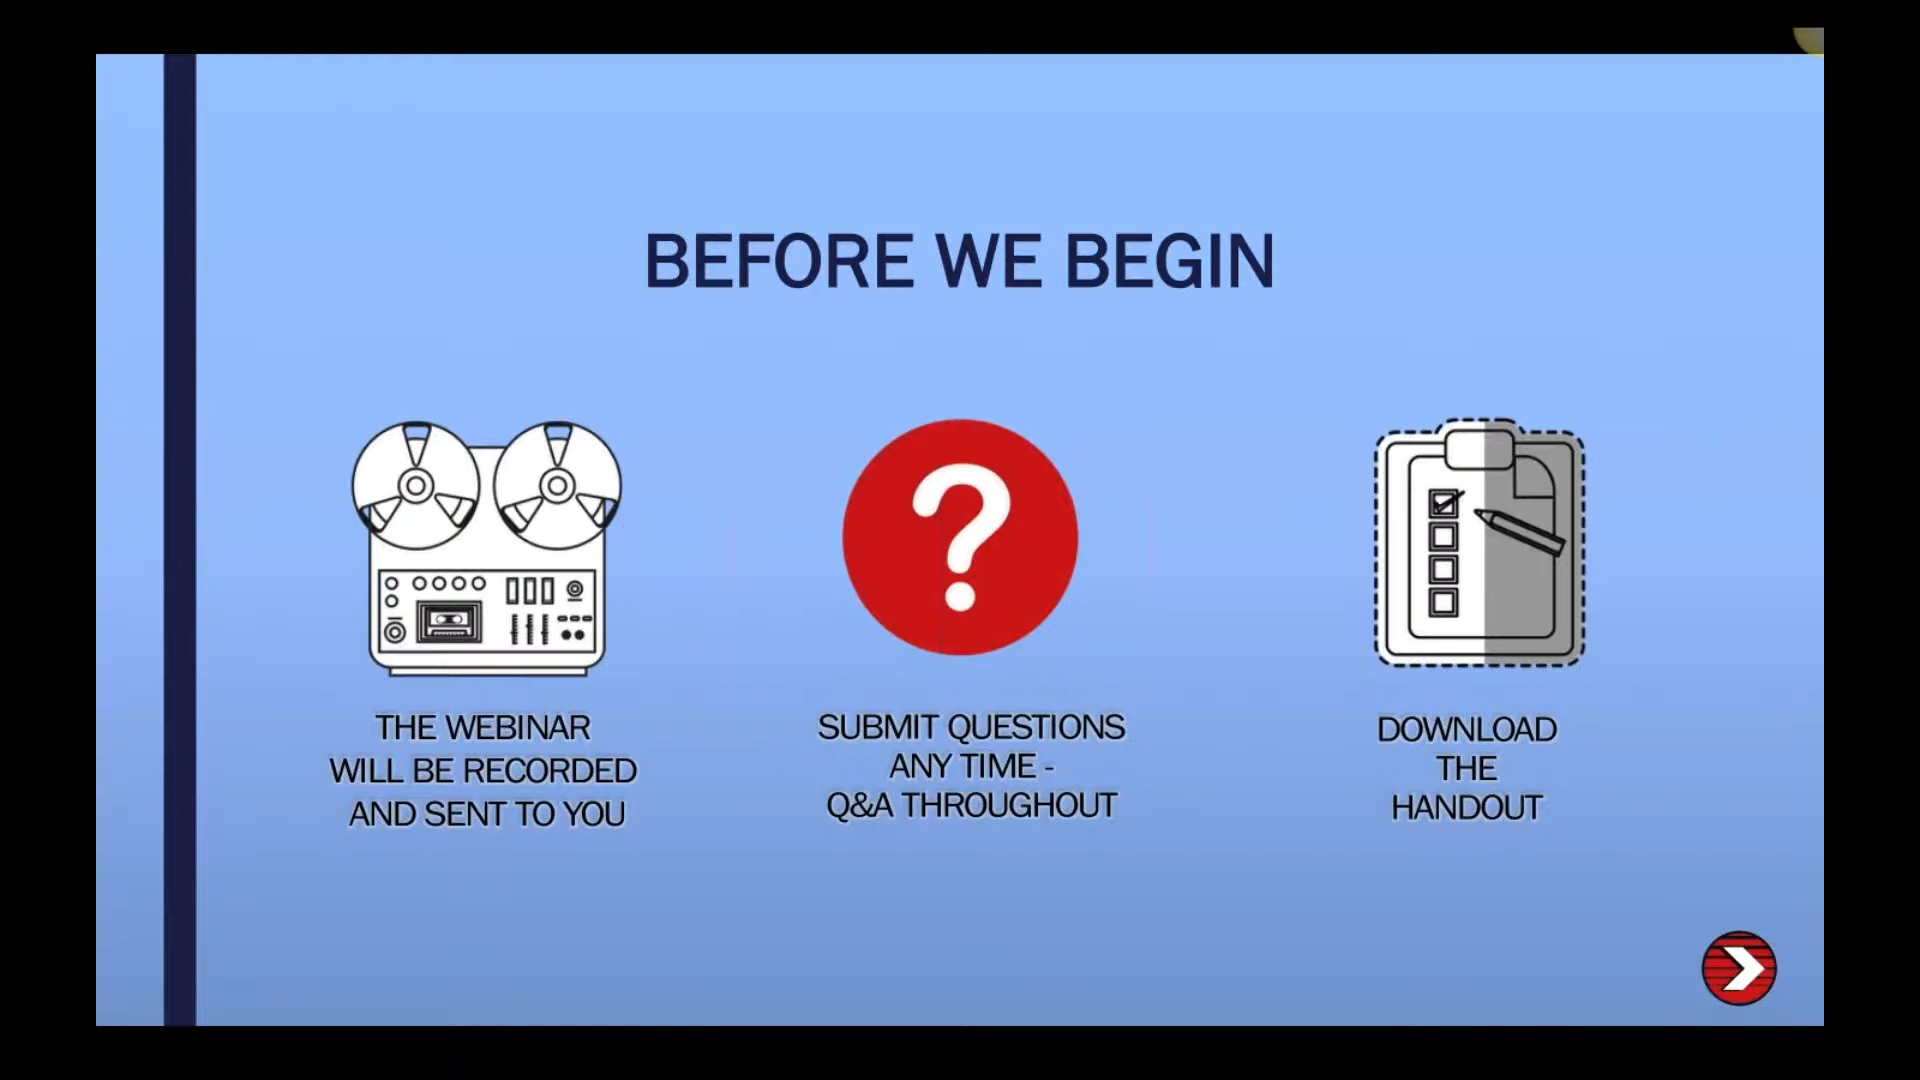 BEFORE WE BEGIN
THE WEBINAR
WILL BE RECORDED
AND SENT TO YOU
SUBMIT QUESTIONS
ANY TIME -
Q&A THROUGHOUT
DOWNLOAD
THE
HANDOUT